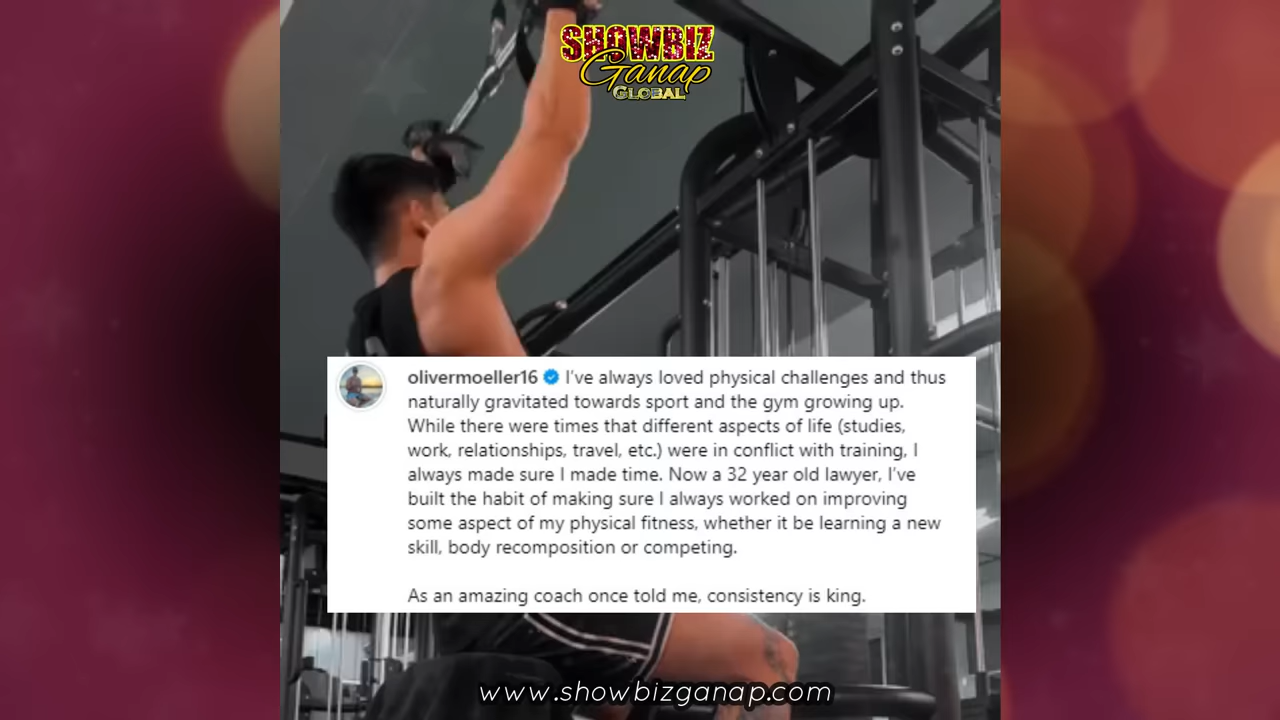 SHOWBIZ
Ganap
GLOBAL
olivermoeller16 I’ve always loved physical challenges and thus
naturally gravitated towards sport and the gym growing up.
While there were times that different aspects of life (studies,
work, relationships, travel, etc.) were in conflict with training, I
always made sure I made time. Now a 32 year old lawyer, I’ve
built the habit of making sure I always worked on improving
some aspect of my physical fitness, whether it be learning a new
skill, body recomposition or competing.
As an amazing coach once told me, consistency is king.
www.showbizganap.com